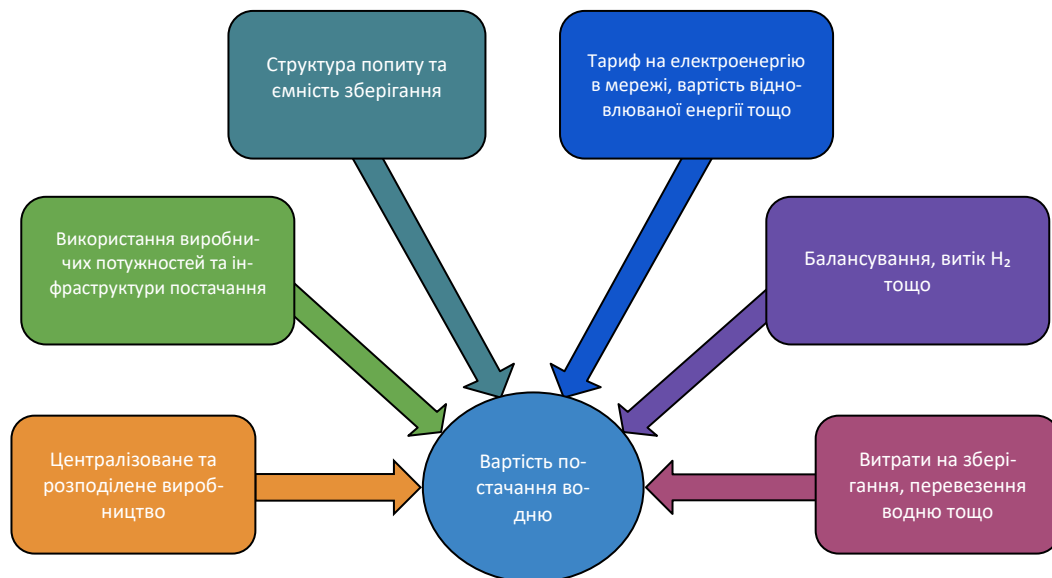 Структура попиту та
ємність зберігання
Тариф на електроенергію
в мережі, вартість відно-
влюваної енергії тощо
Використання виробни-
чих потужностей та ін-
фраструктури постачання
Балансування, витік H₂
тощо
Централізоване та
розподілене вироб-
ництво
Вартість по-
стачання во-
дню
Витрати на збері-
гання, перевезення
водню тощо